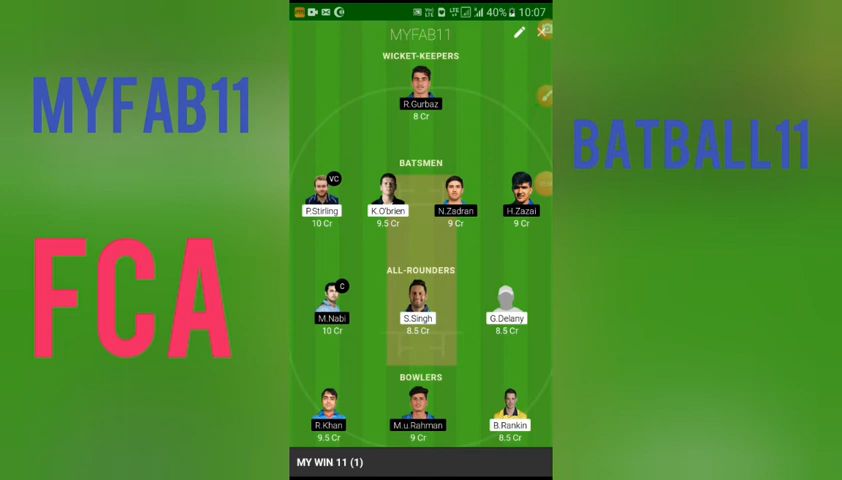 VoLTE LTE 40% 10:07
MYFAB11
WICKET-KEEPERS
R.Gurbaz
8 Cr
BATSMEN
VC
P.Stirling K.O'brien N.Zadran H.Zazai
10 Cr 9.5 Cr 9 Cr 9 Cr
ALL-ROUNDERS
C
M.Nabi S.Singh G.Delany
10 Cr 8.5 Cr 8.5 Cr
BOWLERS
R.Khan M.u.Rahman B.Rankin
9.5 Cr 9 Cr 8.5 Cr
MY WIN 11 (1)
MYFAB11
FCA
BATBALL11